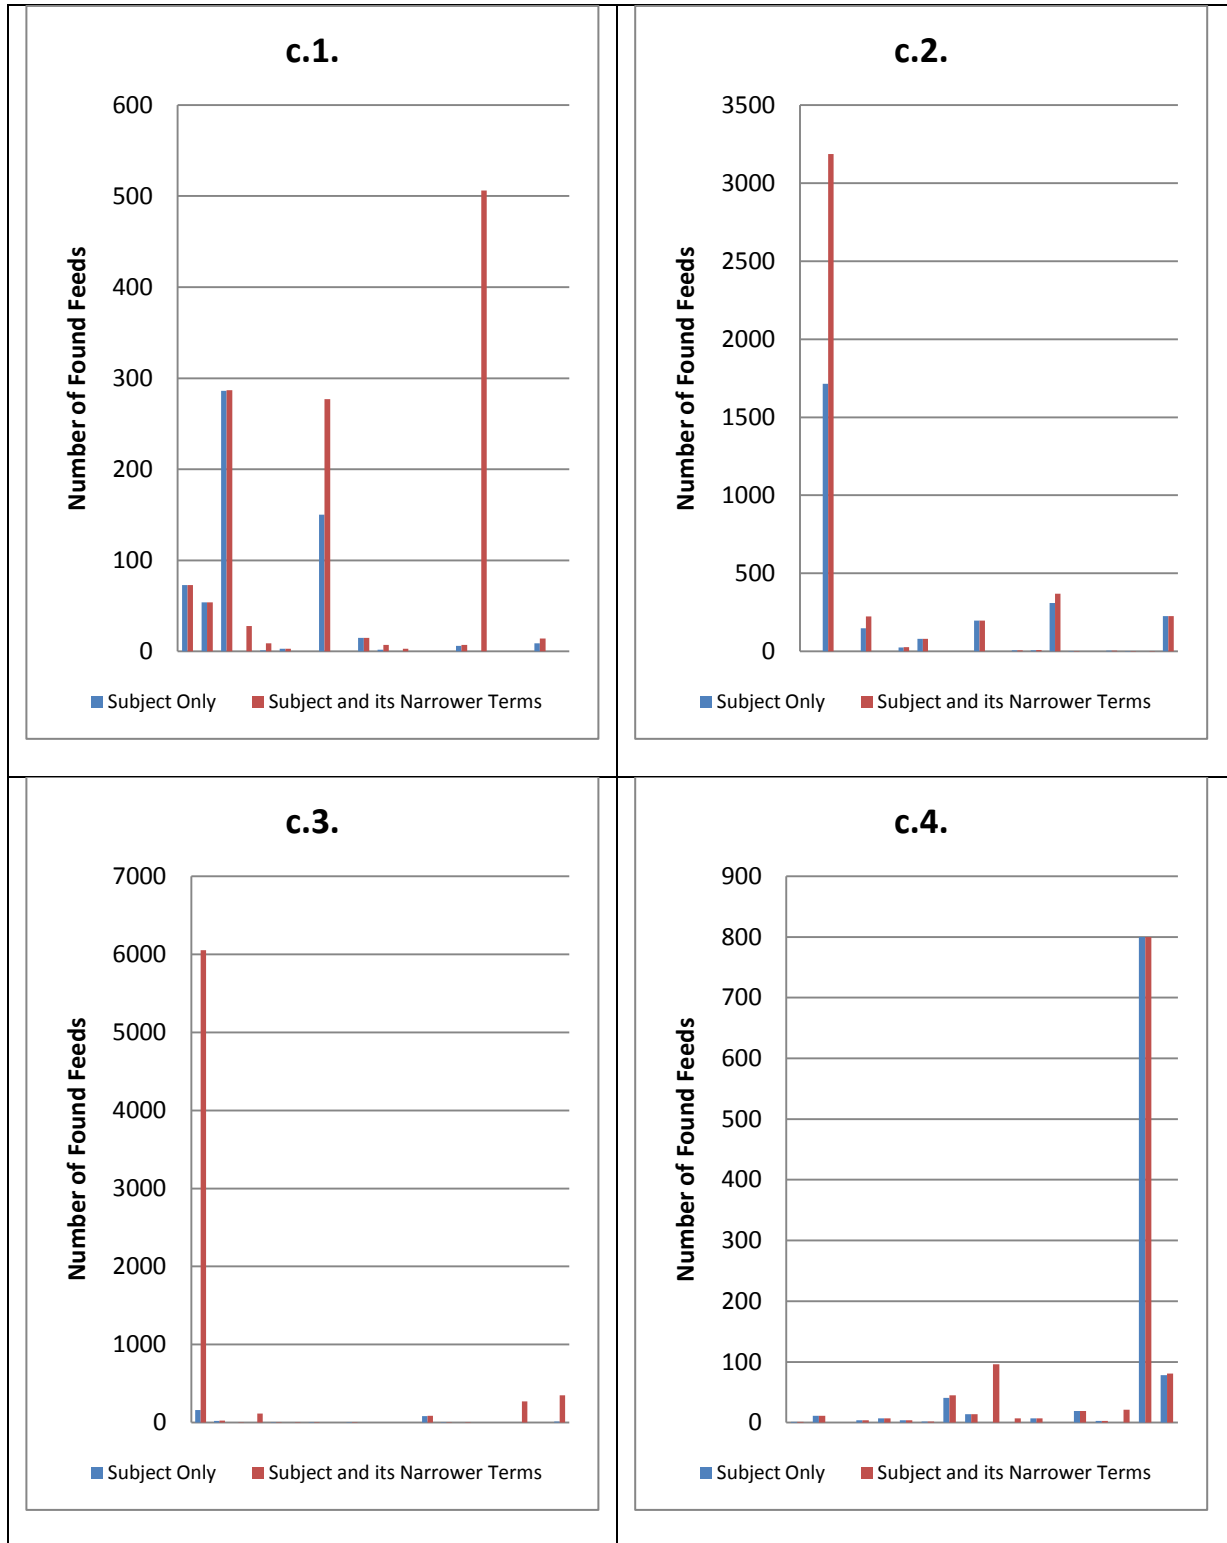 c.1.
600
500
400
300
200
100
0
Number of Found Feeds
Subject Only Subject and its Narrower Terms
c.2.
3500
3000
2500
2000
1500
1000
500
0
Number of Found Feeds
Subject Only Subject and its Narrower Terms
c.3.
7000
6000
5000
4000
3000
2000
1000
0
Number of Found Feeds
Subject Only Subject and its Narrower Terms
c.4.
900
800
700
600
500
400
300
200
100
0
Number of Found Feeds
Subject Only Subject and its Narrower Terms